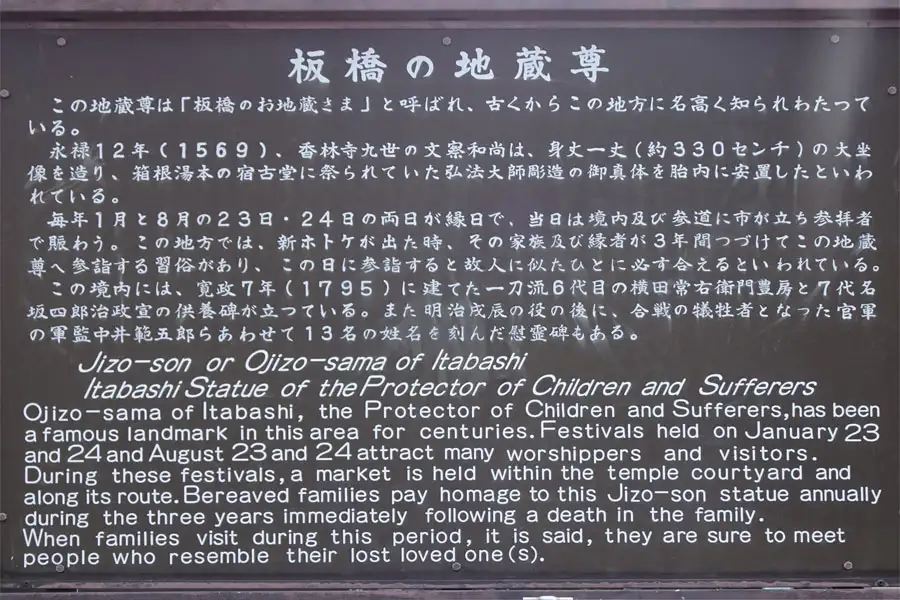 板橋の地蔵尊
この地蔵尊は「板橋のお地蔵さま」と呼ばれ、古くからこの地方に名高く知られわたって
いる。
永禄12年(1569)、香林寺九世の文察和尚は、身丈一丈(約330センチ)の大坐
像を造り、箱根湯本の宿古堂に祭られていた弘法大師彫造の御真体を胎内に安置したといわ
れている。
毎年1月と8月の23日・24日の両日が縁日で、当日は境内及び参道に市が立ち参拝者
で賑わう。この地方では、新ホトケが出た時、その家族及び縁者が3年間つづけてこの地蔵
尊へ参詣する習俗があり、この日に参詣すると故人に似たひとに必す合えるといわれている。
この境内には、寛政7年(1795)に建てた一刀流6代目の横田常右衛門豊房と7代名
坂四郎治政宣の供養碑が立つている。また明治戌辰の役の後に、合戦の犠牲者となった官軍
の軍監中井範五郎らあわせて13名の姓名を刻んだ慰霊碑もある。
Jizo-son or Ojizo-sama of Itabashi
Itabashi Statue of the Protector of Children and Sufferers
Ojizo-sama of Itabashi, the Protector of Children and Sufferers,has been
a famous landmark in this area for centuries. Festivals held on January 23
and 24 and August 23 and 24 attract many worshippers and visitors.
During these festivals,a market is held within the temple courtyard and
along its route. Bereaved families pay homage to this Jizo-son statue annually
during the three years immediately following a death in the family.
When families visit during this period, it is said, they are sure to meet
people who resemble their lost loved one(s).